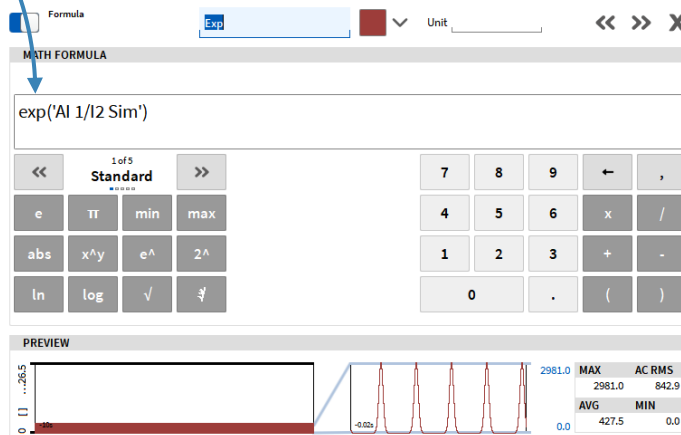 Formula
Exp
Unit
MATH FORMULA
exp('AI 1/I2 Sim')
1 of 5
Standard
7 8 9 ,
e π min max 4 5 6 x /
abs x^y e^ 2^ 1 2 3 + -
ln log √ 0 . ( )
PREVIEW
...26.5
[]
0
-10s
-0.02s
2981.0
0.0
MAX AC RMS
2981.0 842.9
AVG MIN
427.5 0.0